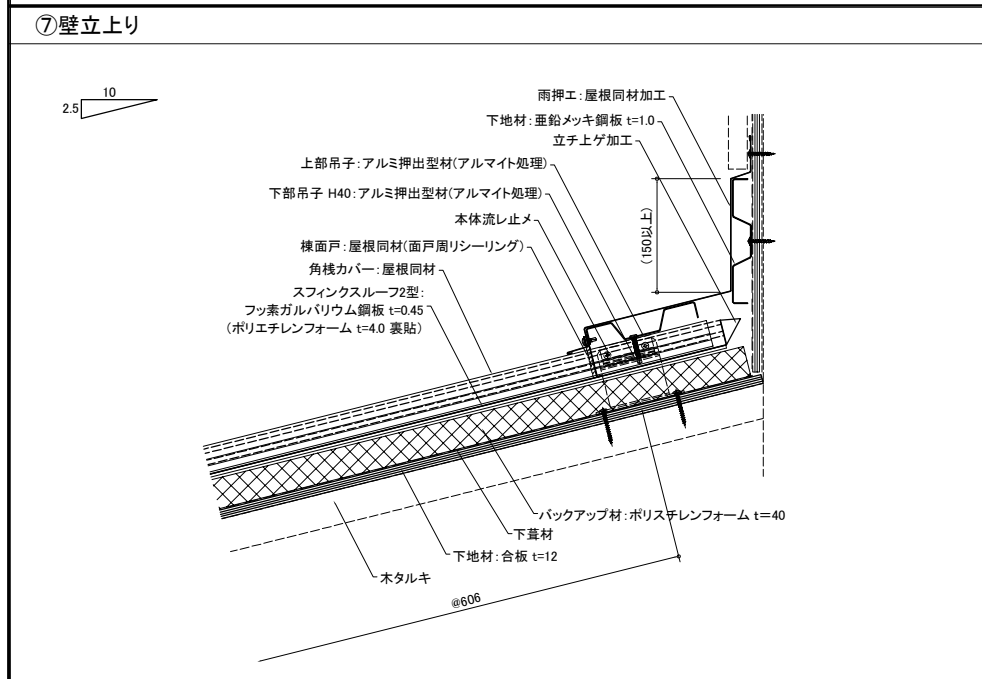 ⑦壁立上り
10
2.5
雨押エ:屋根同材加工
下地材:亜鉛メッキ鋼板 t=1.0
立チ上ゲ加工
上部吊子:アルミ押出型材(アルマイト処理)
下部吊子 H40:アルミ押出型材(アルマイト処理)
本体流レ止メ
棟面戸:屋根同材(面戸周リシーリング)
角桟カバー:屋根同材
スフィンクスルーフ2型:
フッ素ガルバリウム鋼板 t=0.45
(ポリエチレンフォーム t=4.0 裏貼)
(150以上)
バックアップ材:ポリスチレンフォーム t=40
下葺材
下地材:合板 t=12
木タルキ
@606